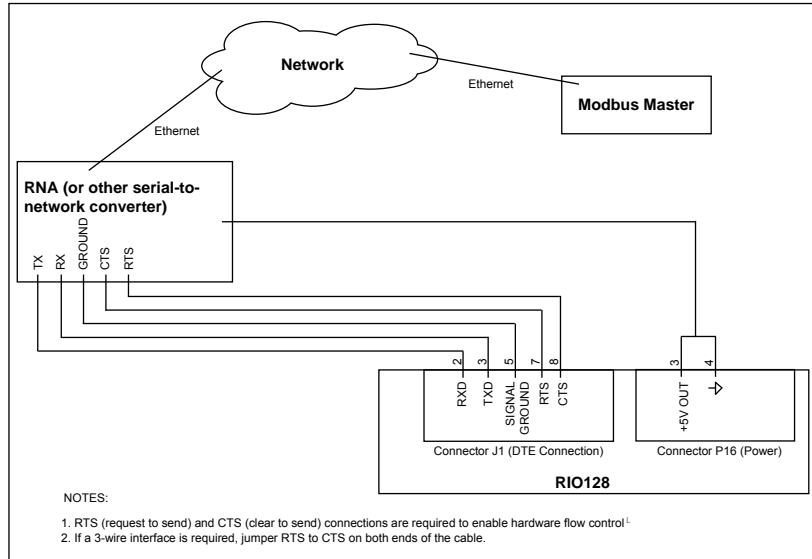 Network
Ethernet
Modbus Master
Ethernet
RNA (or other serial-to-
network converter)
TX
RX
GROUND
CTS
RTS
2
3
5
7
8
3
4
RXD
TXD
SIGNAL
GROUND
RTS
CTS
+5V OUT
Connector J1 (DTE Connection)
Connector P16 (Power)
RIO128
NOTES:
1. RTS (request to send) and CTS (clear to send) connections are required to enable hardware flow control
2. If a 3-wire interface is required, jumper RTS to CTS on both ends of the cable.